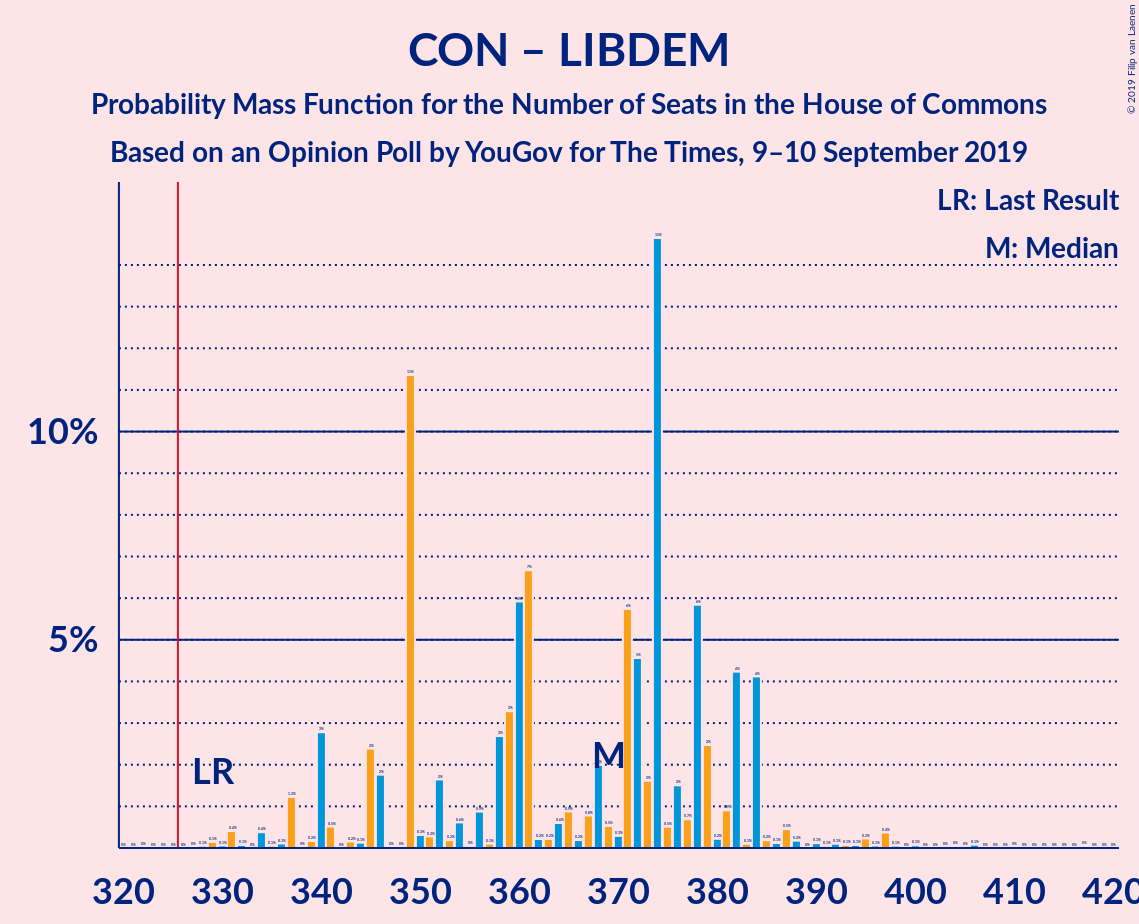 CON – LIBDEM
Probability Mass Function for the Number of Seats in the House of Commons
Based on an Opinion Poll by YouGov for The Times, 9–10 September 2019
© 2019 Filip van Laenen
LR: Last Result
M: Median
10%
5%
LR
M
320 330 340 350 360 370 380 390 400 410 420